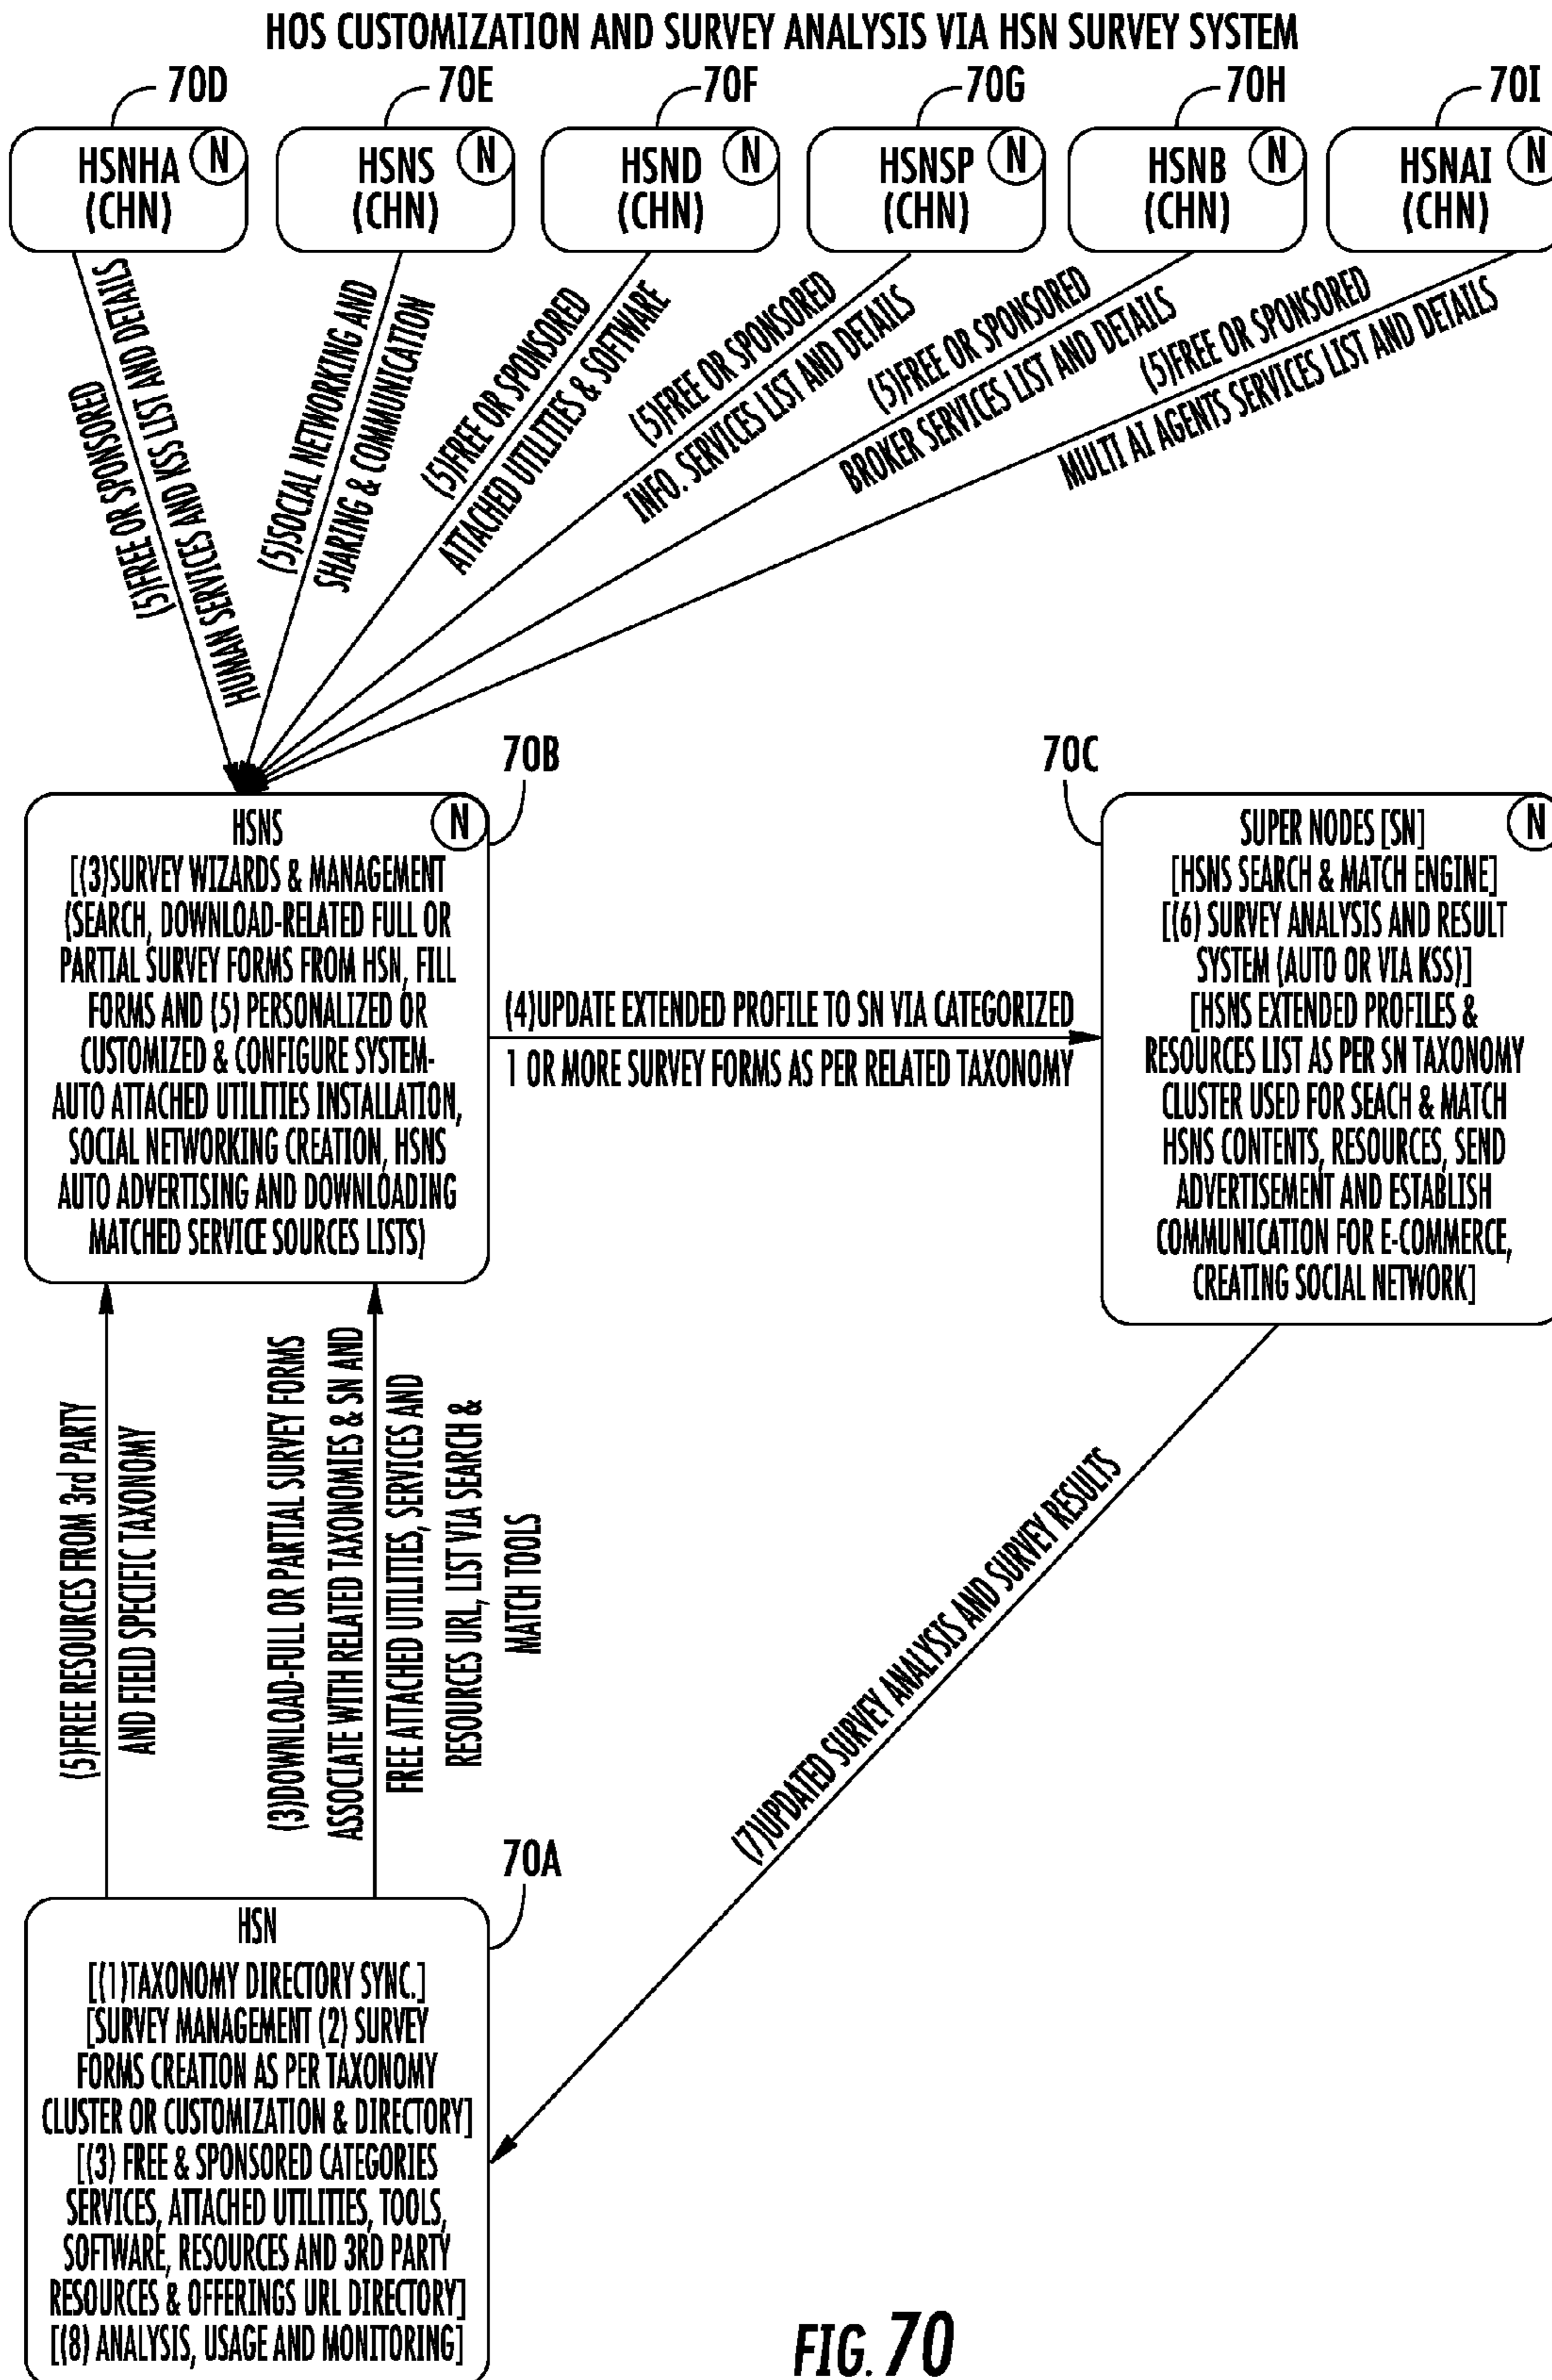 HOS CUSTOMIZATION AND SURVEY ANALYSIS VIA HSN SURVEY SYSTEM
70D
70E
70F
70G
70H
70I
HSNHA
(CHN)
N
HSNS
(CHN)
N
HSND
(CHN)
N
HSNSP
(CHN)
N
HSNB
(CHN)
N
HSNAI
(CHN)
N
(5)FREE OR SPONSORED
HUMAN SERVICES AND KSS LIST AND DETAILS
(5)SOCIAL NETWORKING AND
SHARING & COMMUNICATION
(5)FREE OR SPONSORED
ATTACHED UTILITIES & SOFTWARE
(5)FREE OR SPONSORED
INFO. SERVICES LIST AND DETAILS
(5)FREE OR SPONSORED
BROKER SERVICES LIST AND DETAILS
(5)FREE OR SPONSORED
MULTI AI AGENTS SERVICES LIST AND DETAILS
70B
HSNS
N
[(3)SURVEY WIZARDS & MANAGEMENT
(SEARCH, DOWNLOAD-RELATED FULL OR
PARTIAL SURVEY FORMS FROM HSN, FILL
FORMS AND (5) PERSONALIZED OR
CUSTOMIZED & CONFIGURE SYSTEM-
AUTO ATTACHED UTILITIES INSTALLATION,
SOCIAL NETWORKING CREATION, HSNS
AUTO ADVERTISING AND DOWNLOADING
MATCHED SERVICE SOURCES LISTS)
(4)UPDATE EXTENDED PROFILE TO SN VIA CATEGORIZED
1 OR MORE SURVEY FORMS AS PER RELATED TAXONOMY
70C
SUPER NODES [SN]
N
[HSNS SEARCH & MATCH ENGINE]
[(6) SURVEY ANALYSIS AND RESULT
SYSTEM (AUTO OR VIA KSS)]
[HSNS EXTENDED PROFILES &
RESOURCES LIST AS PER SN TAXONOMY
CLUSTER USED FOR SEACH & MATCH
HSNS CONTENTS, RESOURCES, SEND
ADVERTISEMENT AND ESTABLISH
COMMUNICATION FOR E-COMMERCE,
CREATING SOCIAL NETWORK]
(5)FREE RESOURCES FROM 3rd PARTY
AND FIELD SPECIFIC TAXONOMY
(3)DOWNLOAD-FULL OR PARTIAL SURVEY FORMS
ASSOCIATE WITH RELATED TAXONOMIES & SN AND
FREE ATTACHED UTILITIES, SERVICES AND
RESOURCES URL, LIST VIA SEARCH &
MATCH TOOLS
(7)UPDATED SURVEY ANALYSIS AND SURVEY RESULTS
70A
HSN
[(1)TAXONOMY DIRECTORY SYNC.]
[SURVEY MANAGEMENT (2) SURVEY
FORMS CREATION AS PER TAXONOMY
CLUSTER OR CUSTOMIZATION & DIRECTORY]
[(3) FREE & SPONSORED CATEGORIES
SERVICES, ATTACHED UTILITIES, TOOLS,
SOFTWARE, RESOURCES AND 3RD PARTY
RESOURCES & OFFERINGS URL DIRECTORY]
[(8) ANALYSIS, USAGE AND MONITORING]
FIG. 70